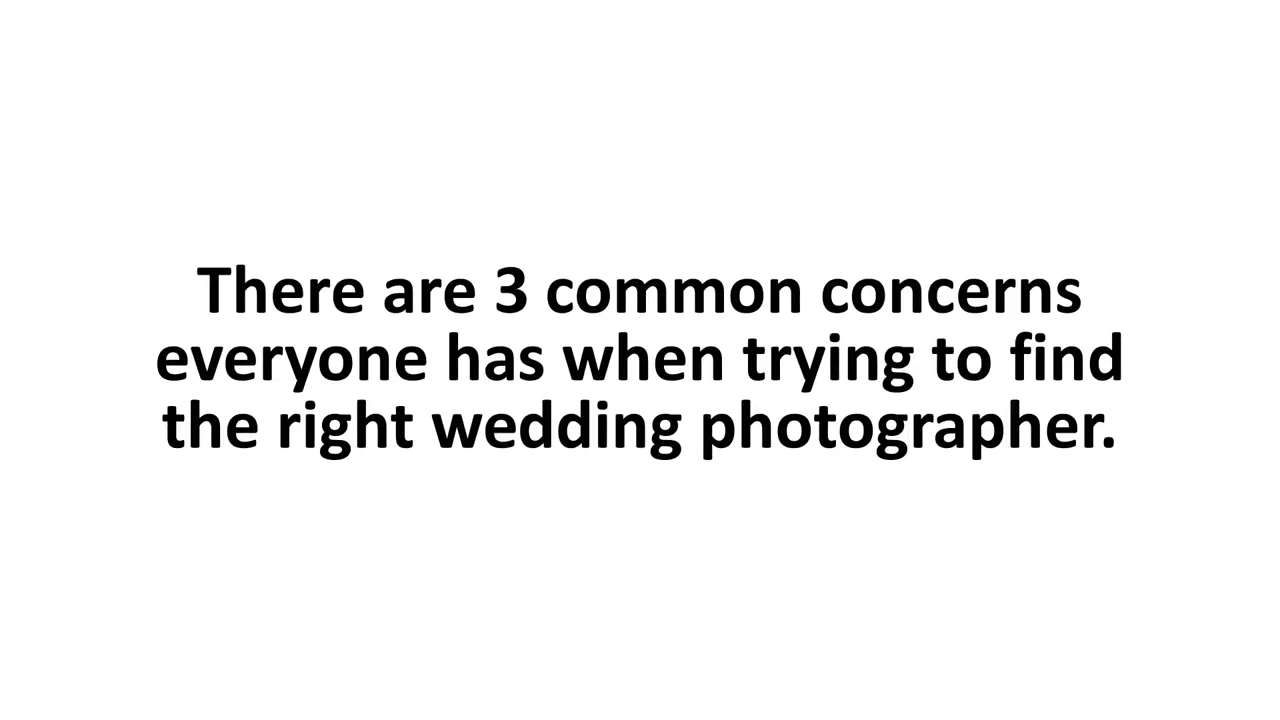 There are 3 common concerns
everyone has when trying to find
the right wedding photographer.